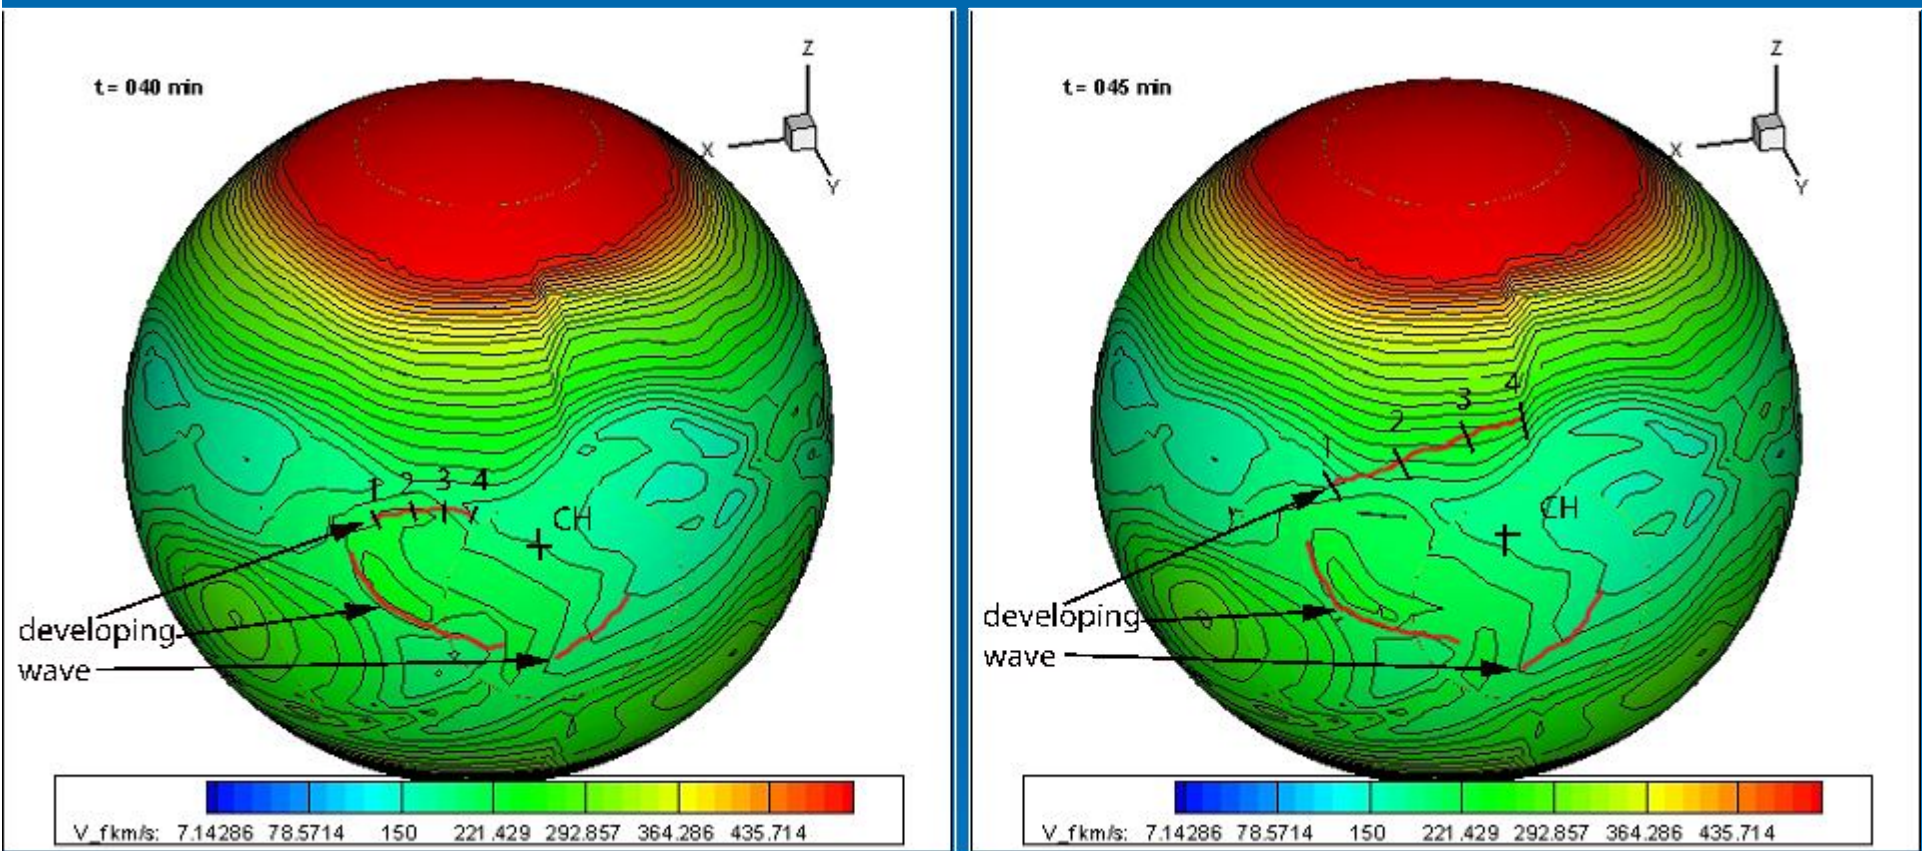 t= 040 min
Z
X
Y
1 2 3 4
CH
developing
wave
V_fkm/s: 7.14286 78.5714 150 221.429 292.857 364.286 435.714
t= 045 min
Z
X
Y
4
3
2
1
CH
developing
wave
V_fkm/s: 7.14286 78.5714 150 221.429 292.857 364.286 435.714